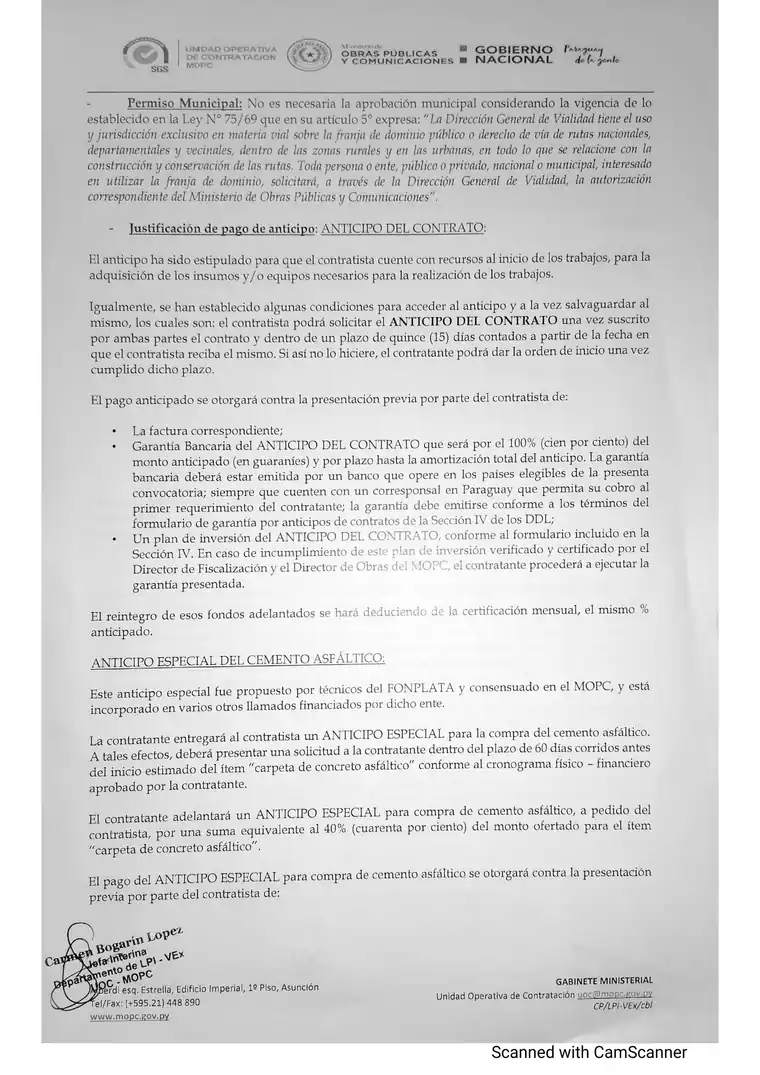 SGS
UNIDAD OPERATIVA
DE CONTRATACIÓN
MOPC
Ministerio de
OBRAS PÚBLICAS
Y COMUNICACIONES
GOBIERNO
NACIONAL
Paraguay
de la gente
- Permiso Municipal: No es necesaria la aprobación municipal considerando la vigencia de lo
establecido en la Ley N° 75/69 que en su artículo 5° expresa: "La Dirección General de Vialidad tiene el uso
y jurisdicción exclusivo en materia vial sobre la franja de dominio público o derecho de vía de rutas nacionales,
departamentales y vecinales, dentro de las zonas rurales y en las urbanas, en todo lo que se relacione con la
construcción y conservación de las rutas. Toda persona o ente, público o privado, nacional o municipal, interesado
en utilizar la franja de dominio, solicitará, a través de la Dirección General de Vialidad, la autorización
correspondiente del Ministerio de Obras Públicas y Comunicaciones".
- Justificación de pago de anticipo: ANTICIPO DEL CONTRATO:
El anticipo ha sido estipulado para que el contratista cuente con recursos al inicio de los trabajos, para la
adquisición de los insumos y/o equipos necesarios para la realización de los trabajos.
Igualmente, se han establecido algunas condiciones para acceder al anticipo y a la vez salvaguardar al
mismo, los cuales son: el contratista podrá solicitar el ANTICIPO DEL CONTRATO una vez suscrito
por ambas partes el contrato y dentro de un plazo de quince (15) días contados a partir de la fecha en
que el contratista reciba el mismo. Si así no lo hiciere, el contratante podrá dar la orden de inicio una vez
cumplido dicho plazo.
El pago anticipado se otorgará contra la presentación previa por parte del contratista de:
• La factura correspondiente;
• Garantía Bancaria del ANTICIPO DEL CONTRATO que será por el 100% (cien por ciento) del
monto anticipado (en guaraníes) y por plazo hasta la amortización total del anticipo. La garantía
bancaria deberá estar emitida por un banco que opere en los países elegibles de la presenta
convocatoria; siempre que cuenten con un corresponsal en Paraguay que permita su cobro al
primer requerimiento del contratante; la garantía debe emitirse conforme a los términos del
formulario de garantía por anticipos de contratos de la Sección IV de los DDL;
• Un plan de inversión del ANTICIPO DEL CONTRATO, conforme al formulario incluido en la
Sección IV. En caso de incumplimiento de este plan de inversión verificado y certificado por el
Director de Fiscalización y el Director de Obras del MOPC, el contratante procederá a ejecutar la
garantía presentada.
El reintegro de esos fondos adelantados se hará deduciendo de la certificación mensual, el mismo %
anticipado.
ANTICIPO ESPECIAL DEL CEMENTO ASFÁLTICO:
Este anticipo especial fue propuesto por técnicos del FONPLATA y consensuado en el MOPC, y está
incorporado en varios otros llamados financiados por dicho ente.
La contratante entregará al contratista un ANTICIPO ESPECIAL para la compra del cemento asfáltico.
A tales efectos, deberá presentar una solicitud a la contratante dentro del plazo de 60 días corridos antes
del inicio estimado del ítem "carpeta de concreto asfáltico" conforme al cronograma físico – financiero
aprobado por la contratante.
El contratante adelantará un ANTICIPO ESPECIAL para compra de cemento asfáltico, a pedido del
contratista, por una suma equivalente al 40% (cuarenta por ciento) del monto ofertado para el ítem
"carpeta de concreto asfáltico".
El pago del ANTICIPO ESPECIAL para compra de cemento asfáltico se otorgará contra la presentación
previa por parte del contratista de:
Carmen Bogarín Lopez
Jefa Interina
Departamento de LPI - VEx
UOC - MOPC
Alberdi esq. Estrella, Edificio Imperial, 1º Piso, Asunción
Tel/Fax: (+595.21) 448 890
www.mopc.gov.py
GABINETE MINISTERIAL
Unidad Operativa de Contratación uoc@mopc.gov.py
CP/LPI-VEx/cbl
Scanned with CamScanner